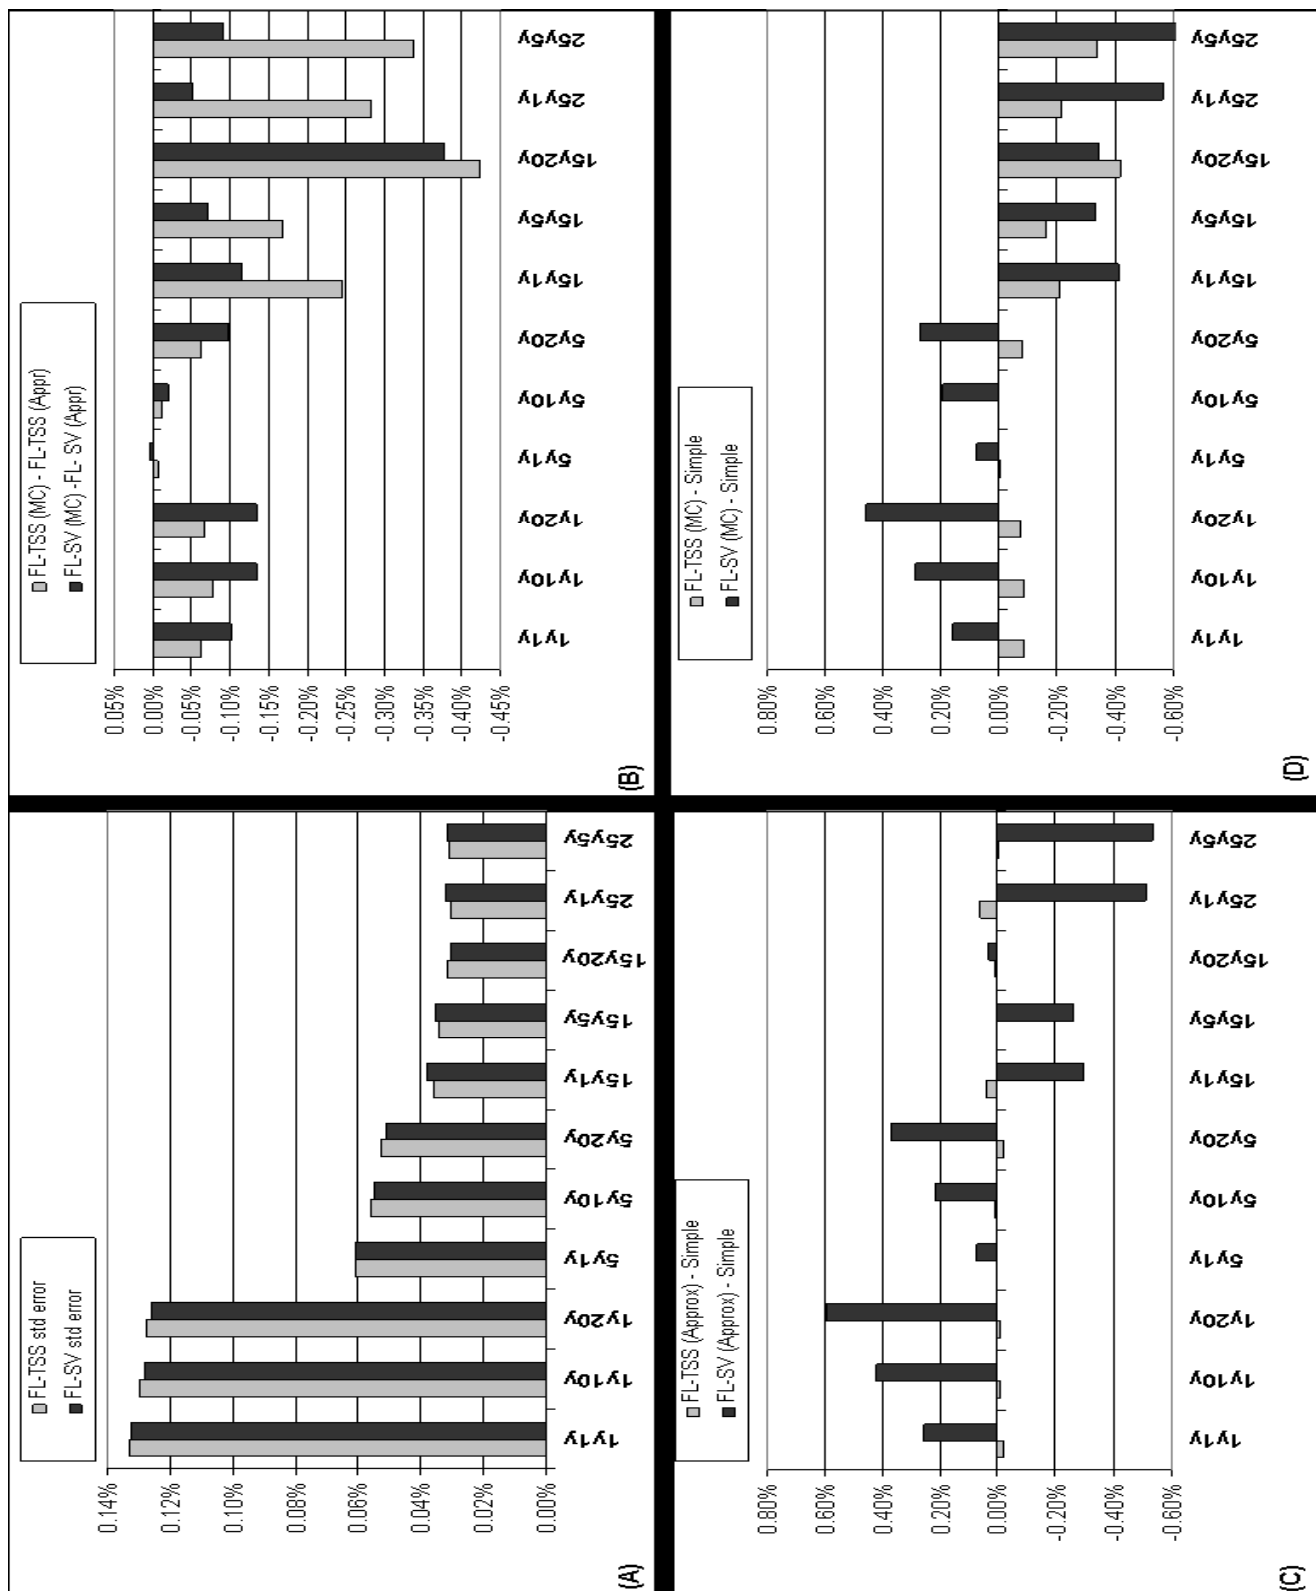 FL-TSS std error
FL-SV std error
0.14%
0.12%
0.10%
0.08%
0.06%
0.04%
0.02%
0.00%
1y1y
1y10y
1y20y
5y1y
5y10y
5y20y
15y1y
15y5y
15y20y
25y1y
25y5y
(A)
FL-TSS (MC) - FL-TSS (Appr)
FL-SV (MC) -FL- SV (Appr)
0.05%
0.00%
-0.05%
-0.10%
-0.15%
-0.20%
-0.25%
-0.30%
-0.35%
-0.40%
-0.45%
1y1y
1y10y
1y20y
5y1y
5y10y
5y20y
15y1y
15y5y
15y20y
25y1y
25y5y
(B)
FL-TSS (Approx) - Simple
FL-SV (Approx) - Simple
0.80%
0.60%
0.40%
0.20%
0.00%
-0.20%
-0.40%
-0.60%
1y1y
1y10y
1y20y
5y1y
5y10y
5y20y
15y1y
15y5y
15y20y
25y1y
25y5y
(C)
FL-TSS (MC) - Simple
FL-SV (MC) - Simple
0.80%
0.60%
0.40%
0.20%
0.00%
-0.20%
-0.40%
-0.60%
1y1y
1y10y
1y20y
5y1y
5y10y
5y20y
15y1y
15y5y
15y20y
25y1y
25y5y
(D)